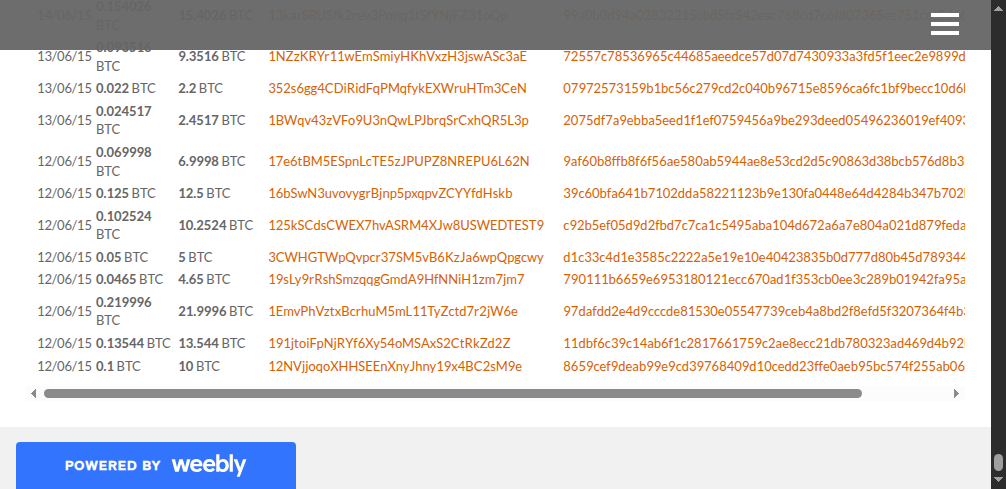 0.154026
14/06/15 15.4026 BTC
BTC
13/06/15 0.093516 9.3516 BTC 1NZzKRYr11wEmSmiyHKhVxzH3jswASc3aE 72557c78536965c44685aeedce57d07d7430933a3fd5f1eec2e9899d
BTC
13/06/15 0.022 BTC 2.2 BTC 352s6gg4CDiRidFqPMqfykEXWruHTm3CeN 07972573159b1bc56c279cd2c040b96715e8596ca6fc1bf9becc10d6
0.024517
13/06/15 2.4517 BTC 1BWqv43zVFo9U3nQwLPJbrqSrCxhQR5L3p 2075df7a9ebba5eed1f1ef0759456a9be293deed05496236019ef409
BTC
0.069998
12/06/15 6.9998 BTC 17e6tBM5ESpnLcTE5zJPUPZ8NREPU6L62N 9af60b8ffb8f6f56ae580ab5944ae8e53cd2d5c90863d38bcb576d8b3
BTC
12/06/15 0.125 BTC 12.5 BTC 16bSwN3uvovygrBjnp5pxqpvZCYYfdHskb 39c60bfa641b7102dda58221123b9e130fa0448e64d4284b347b702
0.102524
12/06/15 10.2524 BTC 125kSCdsCWEX7hvASRM4XJw8USWEDTEST9 c92b5ef05d9d2fbd7c7ca1c5495aba104d672a6a7e804a021d879feda
BTC
12/06/15 0.05 BTC 5 BTC 3CWHGTWpQvpcr37SM5vB6KzJa6wpQpgcwy d1c33c4d1e3585c2222a5e19e10e40423835b0d777d80b45d789344
12/06/15 0.0465 BTC 4.65 BTC 19sLy9rRshSmzqqgGmdA9HfNNiH1zm7jm7 790111b6659e6953180121ecc670ad1f353cb0ee3c289b01942fa95a
0.219996
12/06/15 21.9996 BTC 1EmvPhVztxBcrhuM5mL11TyZctd7r2jW6e 97dafdd2e4d9cccde81530e05547739ceb4a8bd2f8efd5f3207364f4b
BTC
12/06/15 0.13544 BTC 13.544 BTC 191jtoiFpNjRYf6Xy54oMSAxS2CtRkZd2Z 11dbf6c39c14ab6f1c2817661759c2ae8ecc21db780323ad469d4b92
12/06/15 0.1 BTC 10 BTC 12NVjjoqoXHHSEEnXnyJhny19x4BC2sM9e 8659cef9deab99e9cd39768409d10cedd23ffe0aeb95bc574f255ab06
POWERED BY weebly